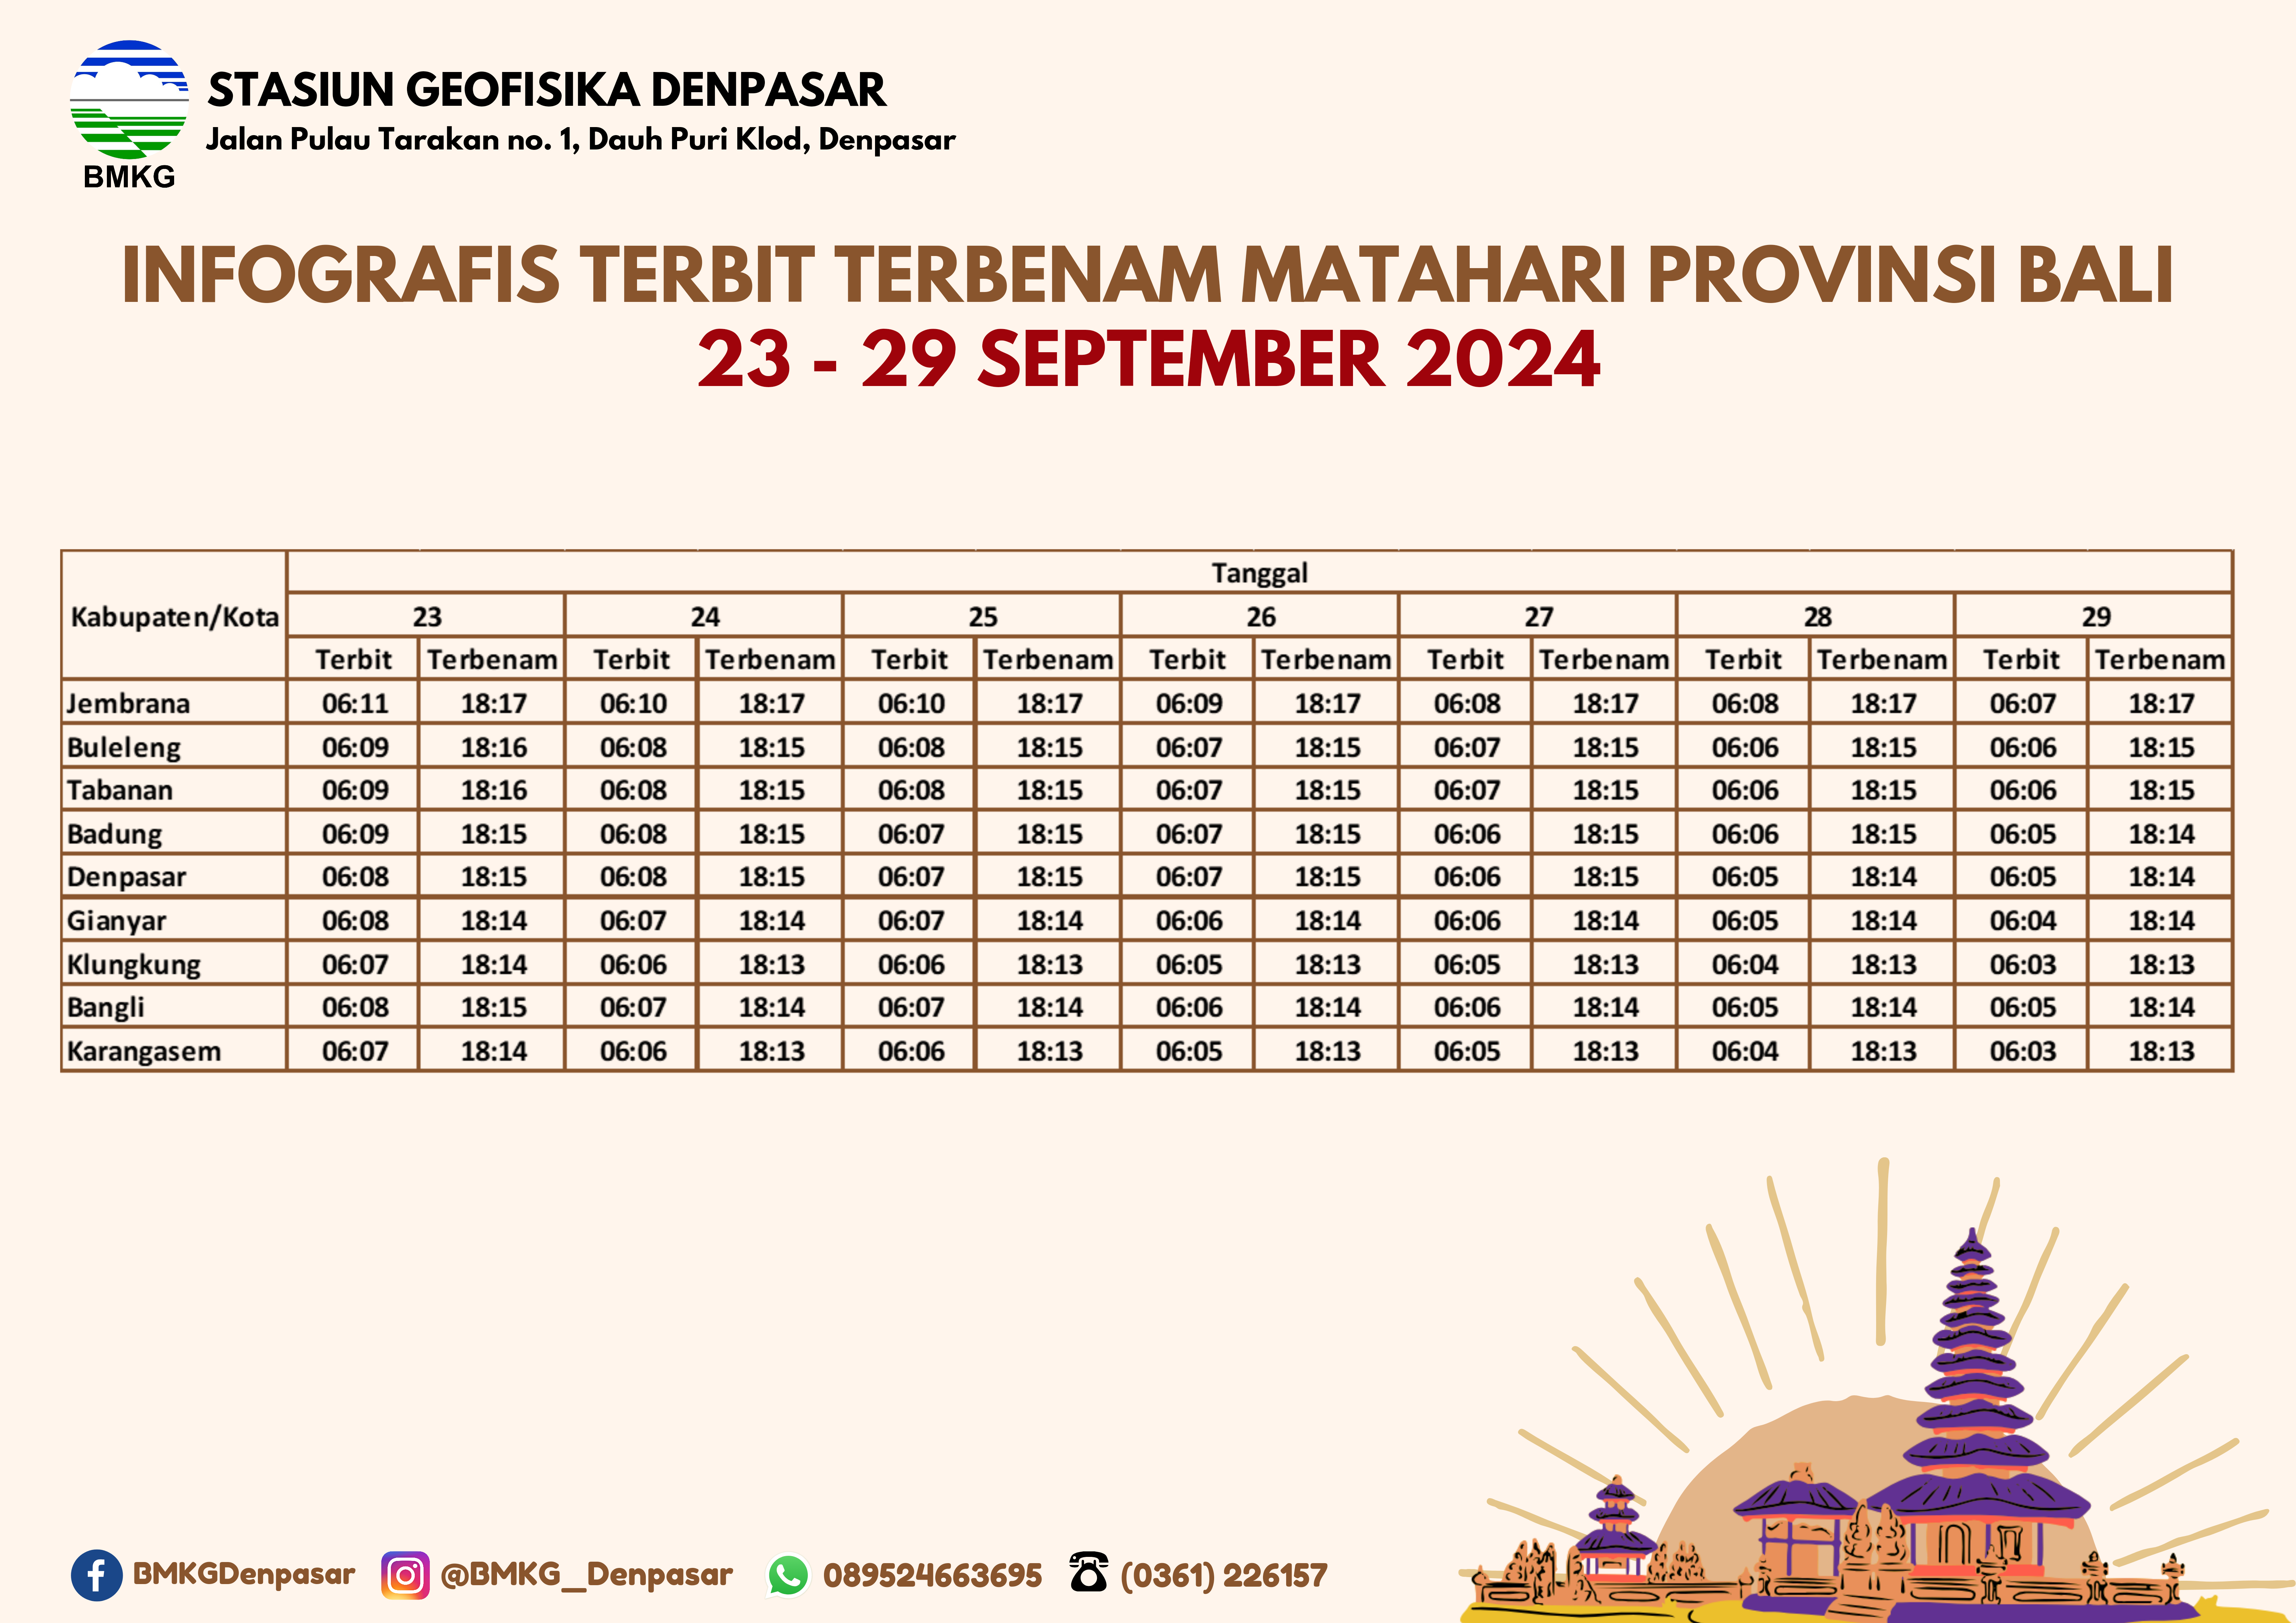 STASIUN GEOFISIKA DENPASAR
Jalan Pulau Tarakan no. 1, Dauh Puri Klod, Denpasar
BMKG
INFOGRAFIS TERBIT TERBENAM MATAHARI PROVINSI BALI
23 - 29 SEPTEMBER 2024
Kabupaten/Kota Tanggal
23 24 25 26 27 28 29
Terbit Terbenam Terbit Terbenam Terbit Terbenam Terbit Terbenam Terbit Terbenam Terbit Terbenam Terbit Terbenam
Jembrana 06:11 18:17 06:10 18:17 06:10 18:17 06:09 18:17 06:08 18:17 06:08 18:17 06:07 18:17
Buleleng 06:09 18:16 06:08 18:15 06:08 18:15 06:07 18:15 06:07 18:15 06:06 18:15 06:06 18:15
Tabanan 06:09 18:16 06:08 18:15 06:08 18:15 06:07 18:15 06:07 18:15 06:06 18:15 06:06 18:15
Badung 06:09 18:15 06:08 18:15 06:07 18:15 06:07 18:15 06:06 18:15 06:06 18:15 06:05 18:14
Denpasar 06:08 18:15 06:08 18:15 06:07 18:15 06:07 18:15 06:06 18:15 06:05 18:14 06:05 18:14
Gianyar 06:08 18:14 06:07 18:14 06:07 18:14 06:06 18:14 06:06 18:14 06:05 18:14 06:04 18:14
Klungkung 06:07 18:14 06:06 18:13 06:06 18:13 06:05 18:13 06:05 18:13 06:04 18:13 06:03 18:13
Bangli 06:08 18:15 06:07 18:14 06:07 18:14 06:06 18:14 06:06 18:14 06:05 18:14 06:05 18:14
Karangasem 06:07 18:14 06:06 18:13 06:06 18:13 06:05 18:13 06:05 18:13 06:04 18:13 06:03 18:13
BMKGDenpasar @BMKG_Denpasar 089524663695 (0361) 226157